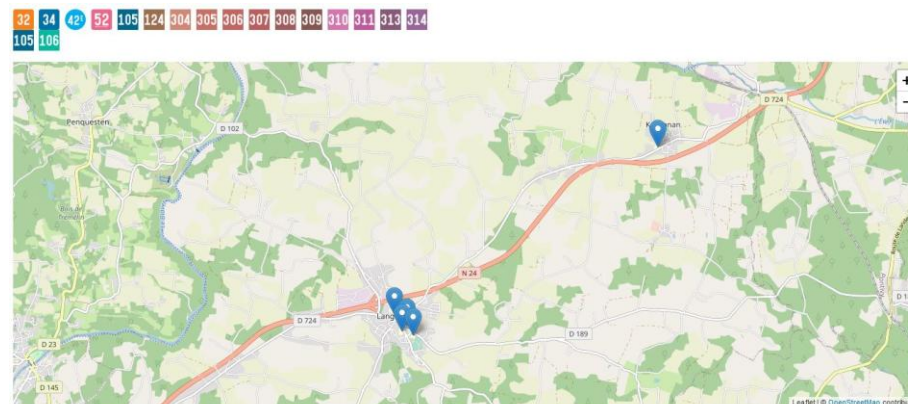 32 34 42 52 105 124 304 305 306 307 308 309 310 311 313 314
105 106
+
−
D 724
Penquesten
D 102
N 24
D 724
D 189
D 23
D 145
Leaflet | © OpenStreetMap